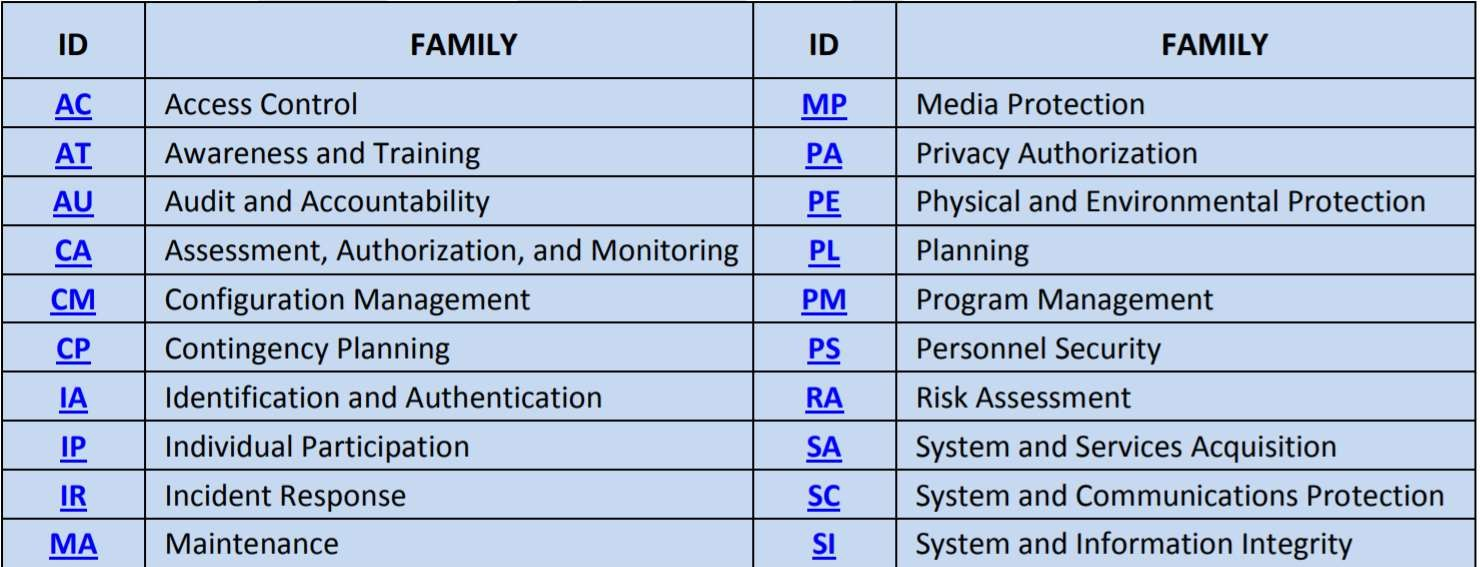 ID FAMILY ID FAMILY
AC Access Control MP Media Protection
AT Awareness and Training PA Privacy Authorization
AU Audit and Accountability PE Physical and Environmental Protection
CA Assessment, Authorization, and Monitoring PL Planning
CM Configuration Management PM Program Management
CP Contingency Planning PS Personnel Security
IA Identification and Authentication RA Risk Assessment
IP Individual Participation SA System and Services Acquisition
IR Incident Response SC System and Communications Protection
MA Maintenance SI System and Information Integrity